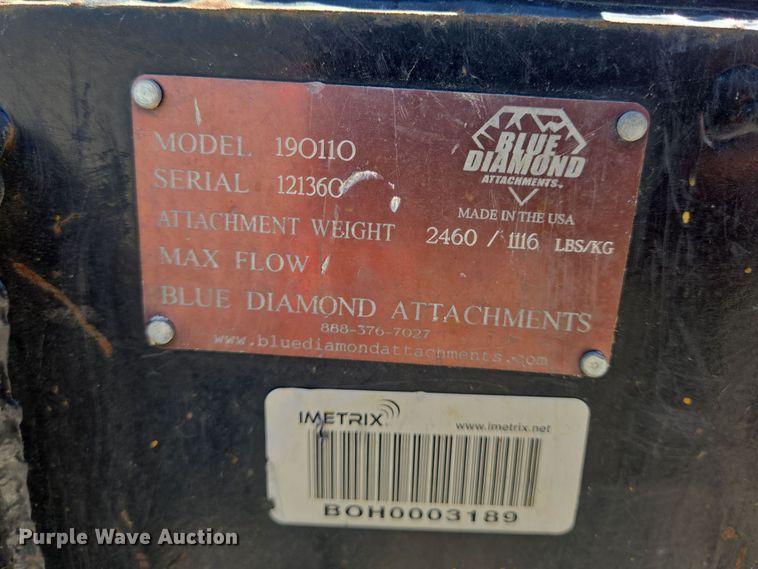 MODEL 190110
SERIAL 121360
BLUE
DIAMOND
ATTACHMENTS
MADE IN THE USA
ATTACHMENT WEIGHT 2460 / 1116 LBS/KG
MAX FLOW /
BLUE DIAMOND ATTACHMENTS
888-376-7027
www.bluediamondattachments.com
IMETRIX
www.imetrix.net
BOH0003189
Purple Wave Auction®